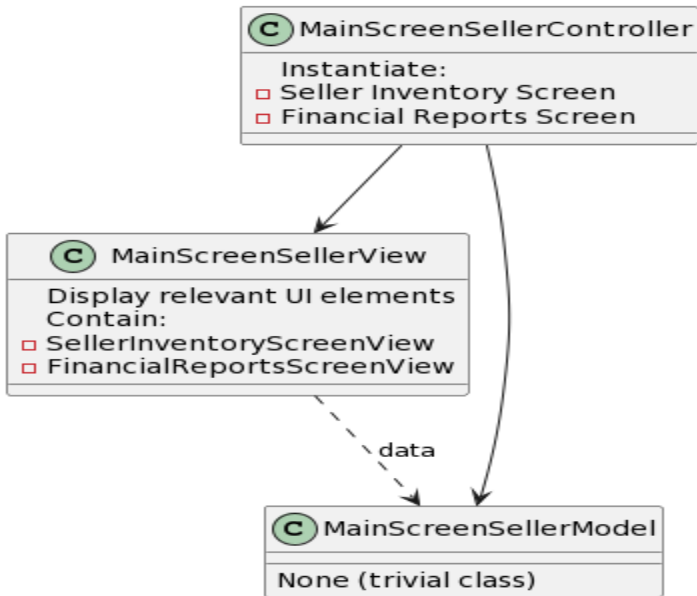 C MainScreenSellerController
Instantiate:
Seller Inventory Screen
Financial Reports Screen
C MainScreenSellerView
Display relevant UI elements
Contain:
SellerInventoryScreenView
FinancialReportsScreenView
data
C MainScreenSellerModel
None (trivial class)